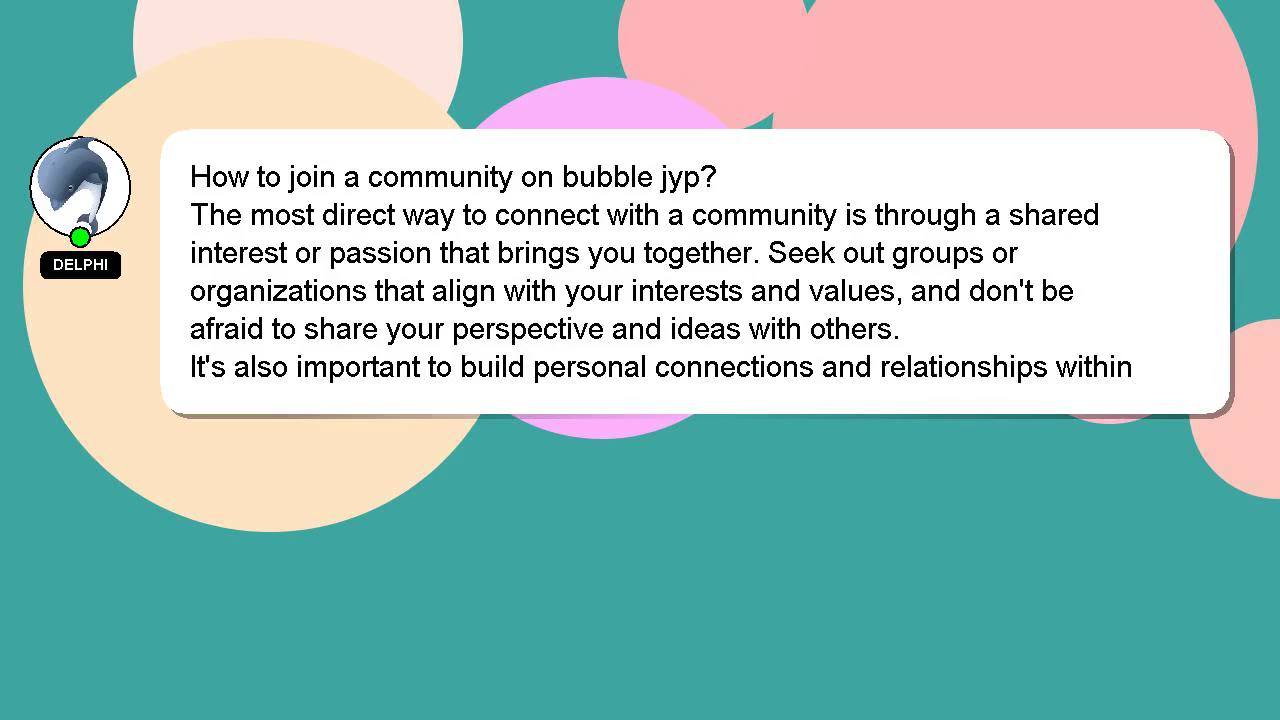 How to join a community on bubble jyp?
The most direct way to connect with a community is through a shared
interest or passion that brings you together. Seek out groups or
organizations that align with your interests and values, and don't be
afraid to share your perspective and ideas with others.
It's also important to build personal connections and relationships within
DELPHI